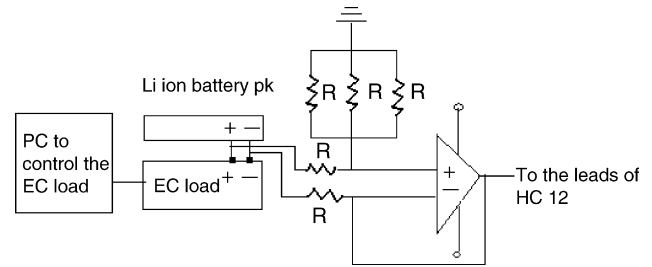 Li ion battery pk
+ −
PC to
control the
EC load
EC load + −
R R R
R
R
+
−
To the leads of
HC 12